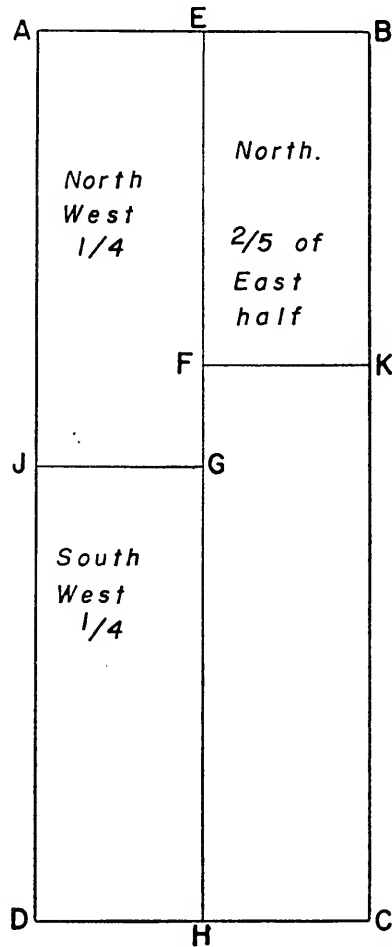 A E B
North
West
1/4
North.
2/5 of
East
half
F K
J G
South
West
1/4
D H C